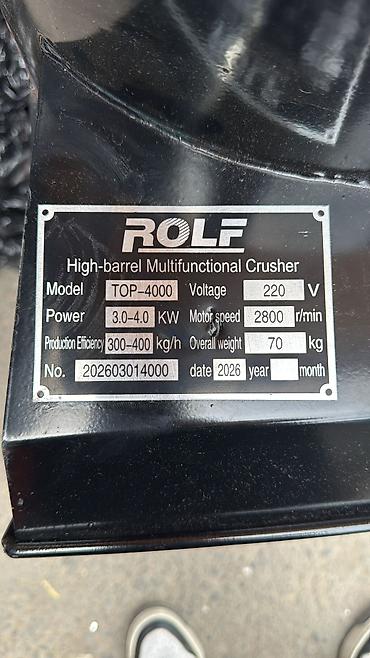 ROLF
High-barrel Multifunctional Crusher
Model TOP-4000 Voltage 220 V
Power 3.0-4.0 KW Motor speed 2800 r/min
Production Efficiency 300-400 kg/h Overall weight 70 kg
No. 202603014000 date 2026 year month